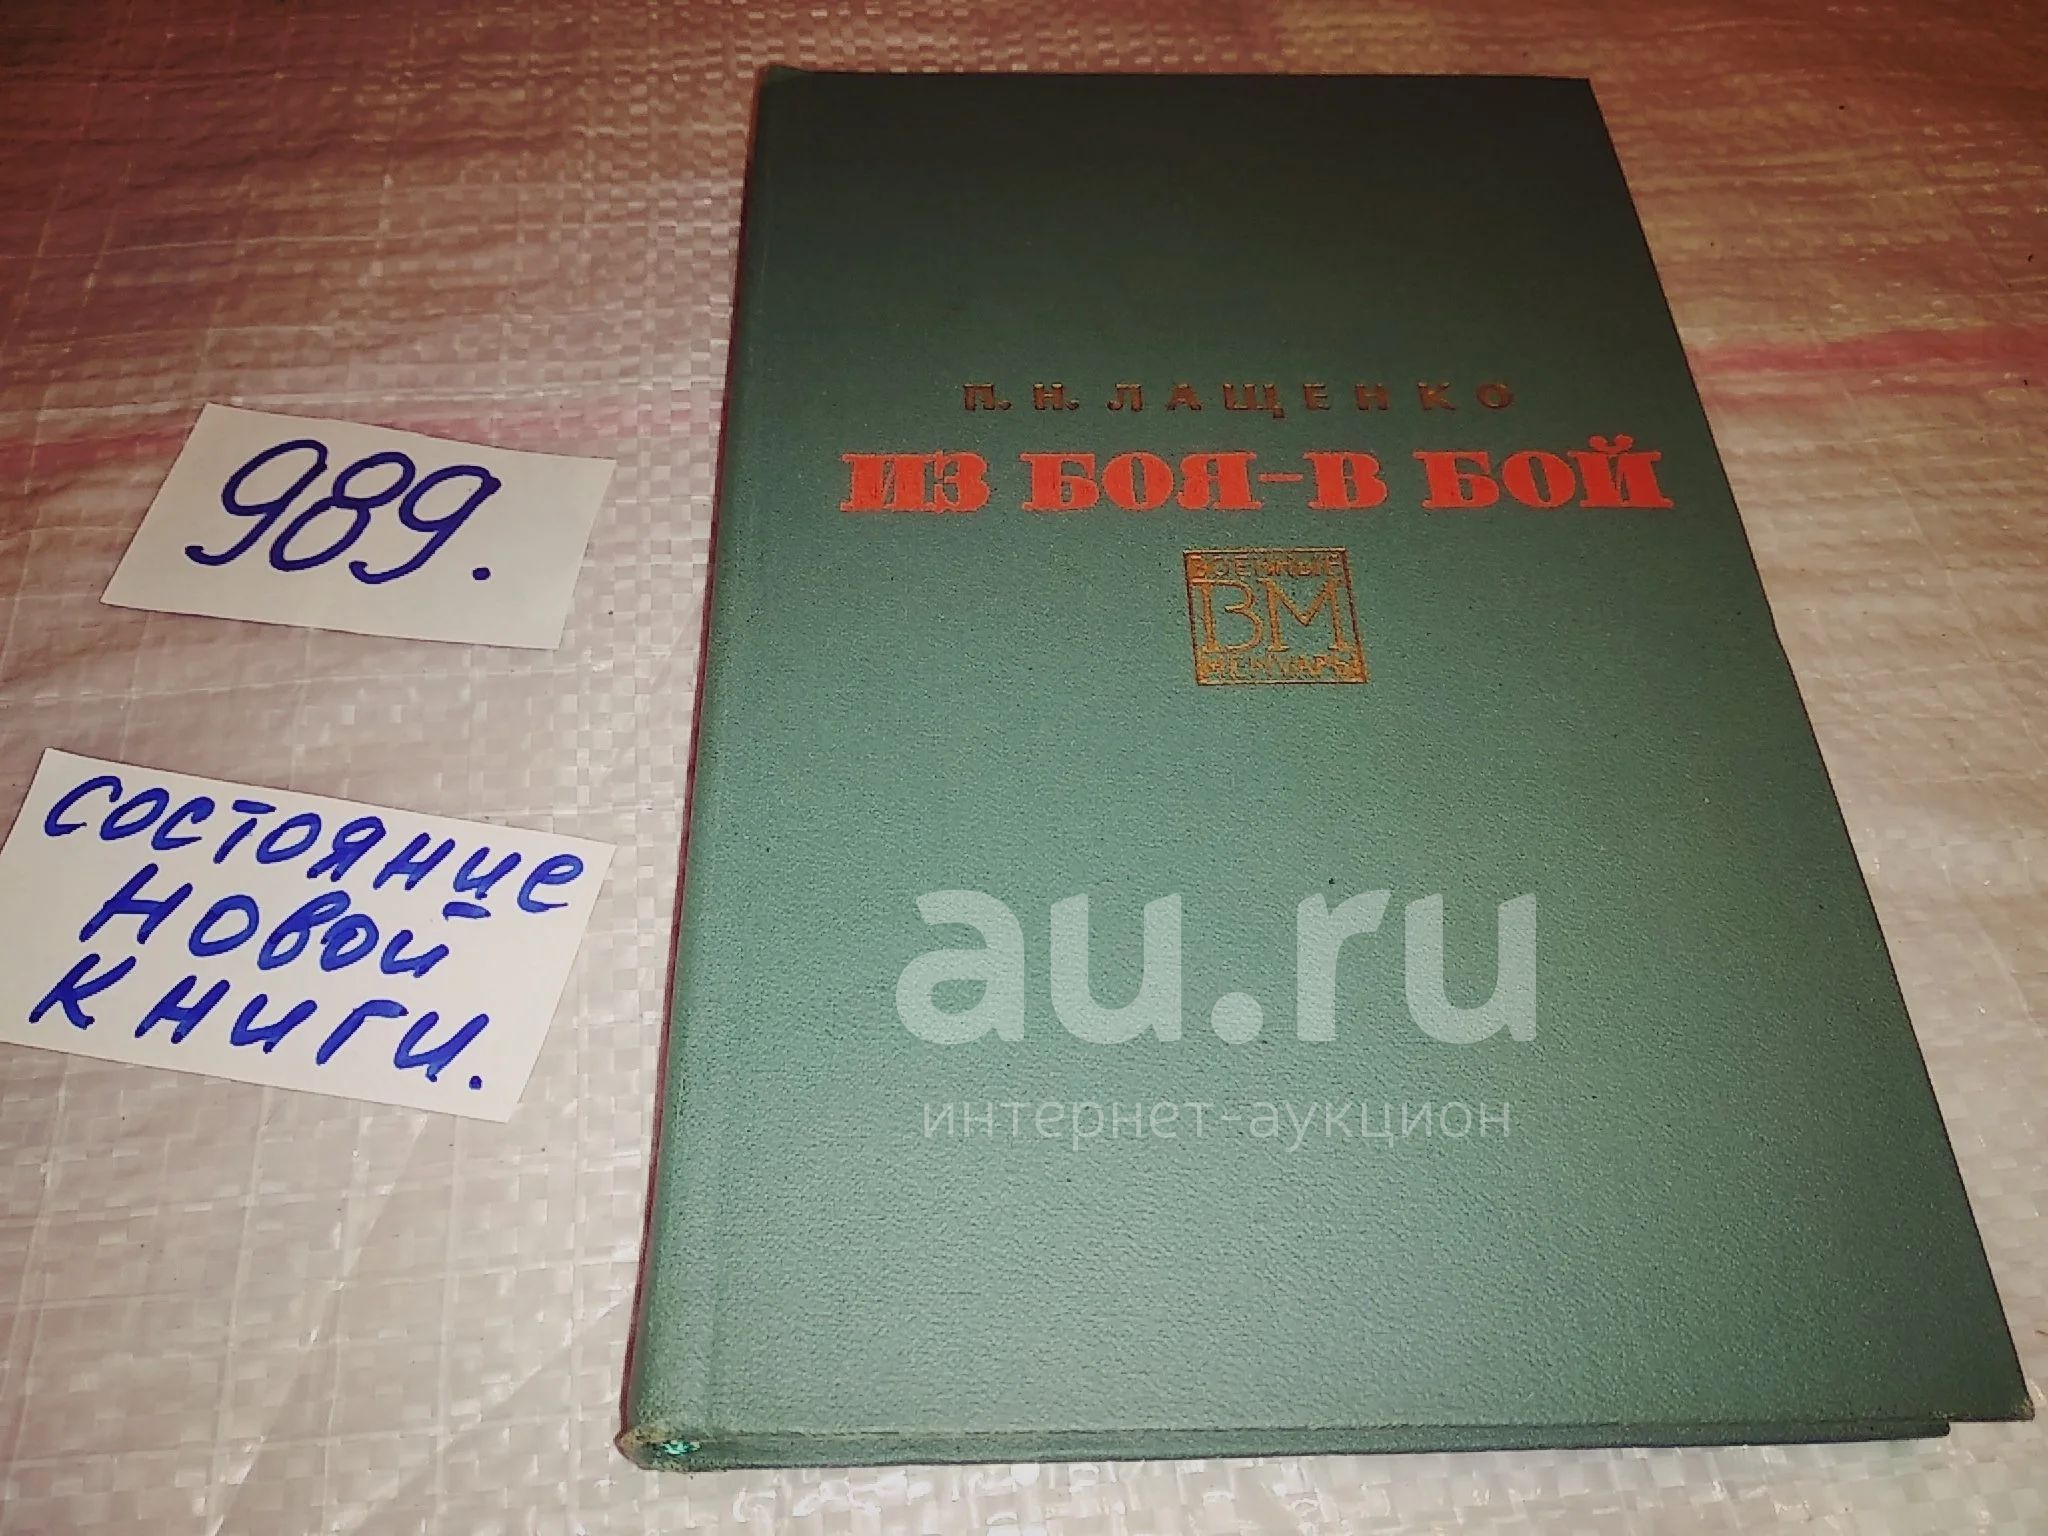 989.
состояние
новой
книги.
П. Н. ЛАЩЕНКО
ИЗ БОЯ-В БОЙ
ВОЕННЫЕ
ВМ
МЕМУАРЫ
au.ru
интернет-аукцион